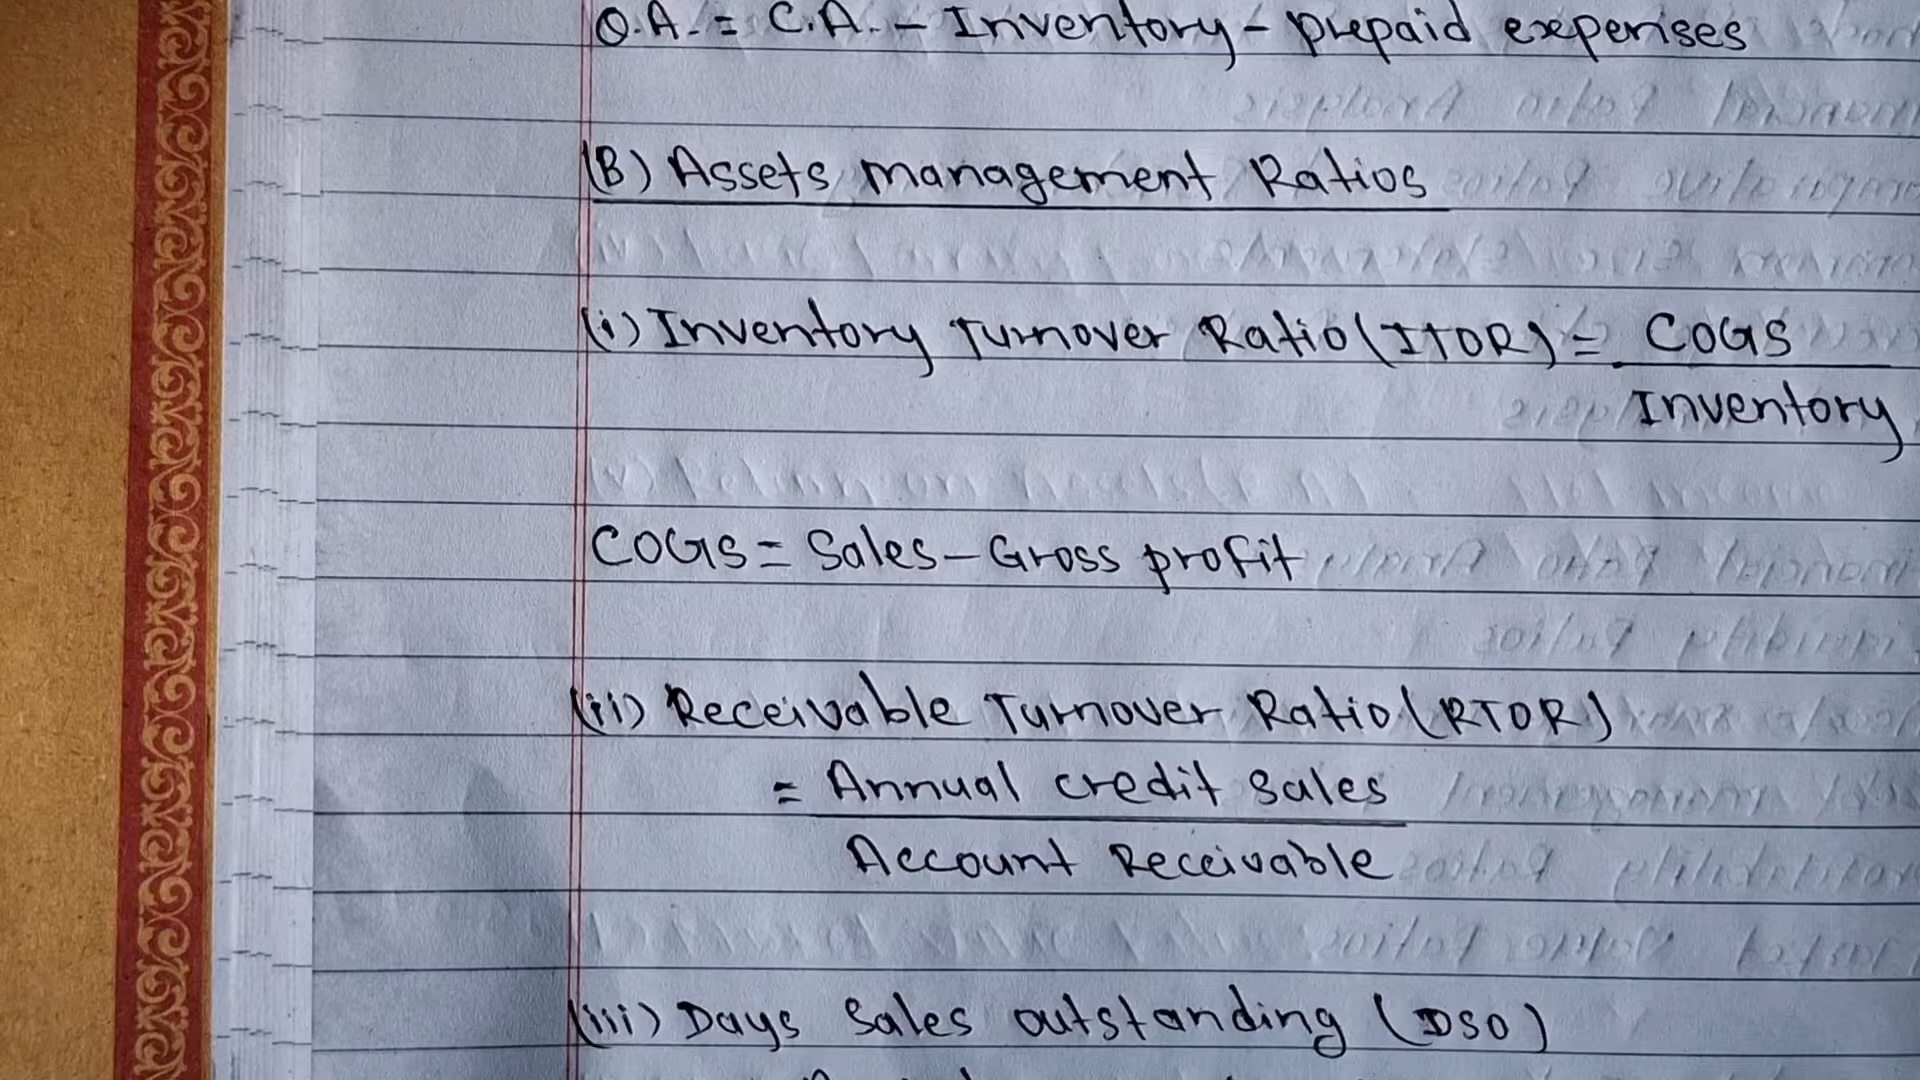 Q.A. = C.A. - Inventory - prepaid expenses
(B) Assets management Ratios
(i) Inventory Turnover Ratio (ITOR) = COGS
Inventory
COGS = Sales - Gross profit
(ii) Receivable Turnover Ratio (RTOR)
= Annual credit sales
Account Receivable
(iii) Days Sales outstanding (DSO)